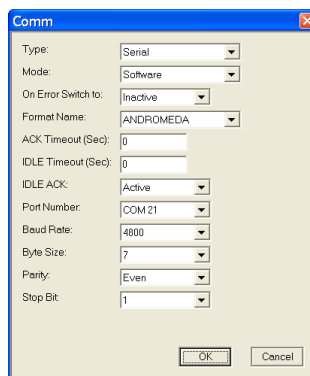 Comm
Type: Serial
Mode: Software
On Error Switch to: Inactive
Format Name: ANDROMEDA
ACK Timeout (Sec): 0
IDLE Timeout (Sec): 0
IDLE ACK: Active
Port Number: COM 21
Baud Rate: 4800
Byte Size: 7
Parity: Even
Stop Bit: 1
OK Cancel